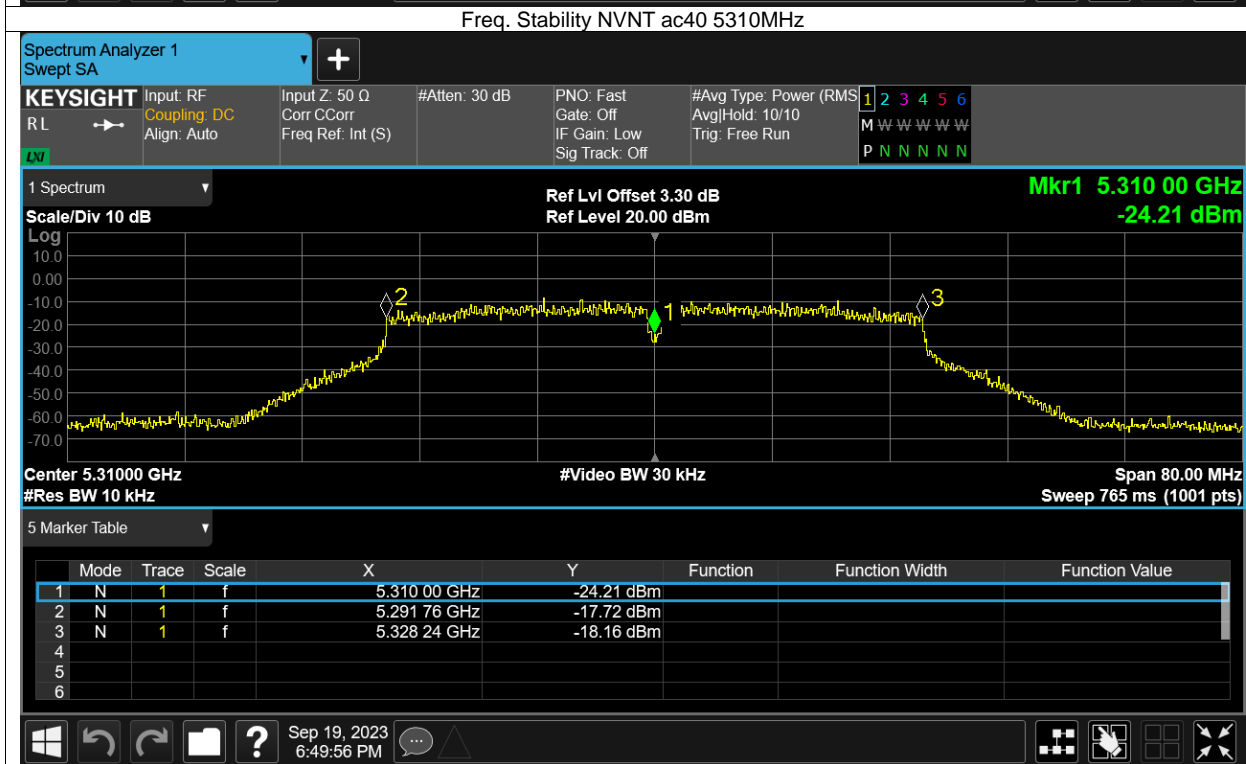 Freq. Stability NVNT ac40 5310MHz
Spectrum Analyzer 1
Swept SA
+
KEYSIGHT
RL
LXI
Input: RF
Coupling: DC
Align: Auto
Input Z: 50 Ω
Corr CCorr
Freq Ref: Int (S)
#Atten: 30 dB
PNO: Fast
Gate: Off
IF Gain: Low
Sig Track: Off
#Avg Type: Power (RMS
Avg|Hold: 10/10
Trig: Free Run
1 2 3 4 5 6
M W W W W W
P N N N N N
1 Spectrum
Scale/Div 10 dB
Ref Lvl Offset 3.30 dB
Ref Level 20.00 dBm
Mkr1 5.310 00 GHz
-24.21 dBm
Log
10.0
0.00
-10.0
-20.0
-30.0
-40.0
-50.0
-60.0
-70.0
2
1
3
Center 5.31000 GHz
#Res BW 10 kHz
#Video BW 30 kHz
Span 80.00 MHz
Sweep 765 ms (1001 pts)
5 Marker Table
Mode Trace Scale X Y Function Function Width Function Value
1 N 1 f 5.310 00 GHz -24.21 dBm
2 N 1 f 5.291 76 GHz -17.72 dBm
3 N 1 f 5.328 24 GHz -18.16 dBm
4
5
6
?
Sep 19, 2023
6:49:56 PM